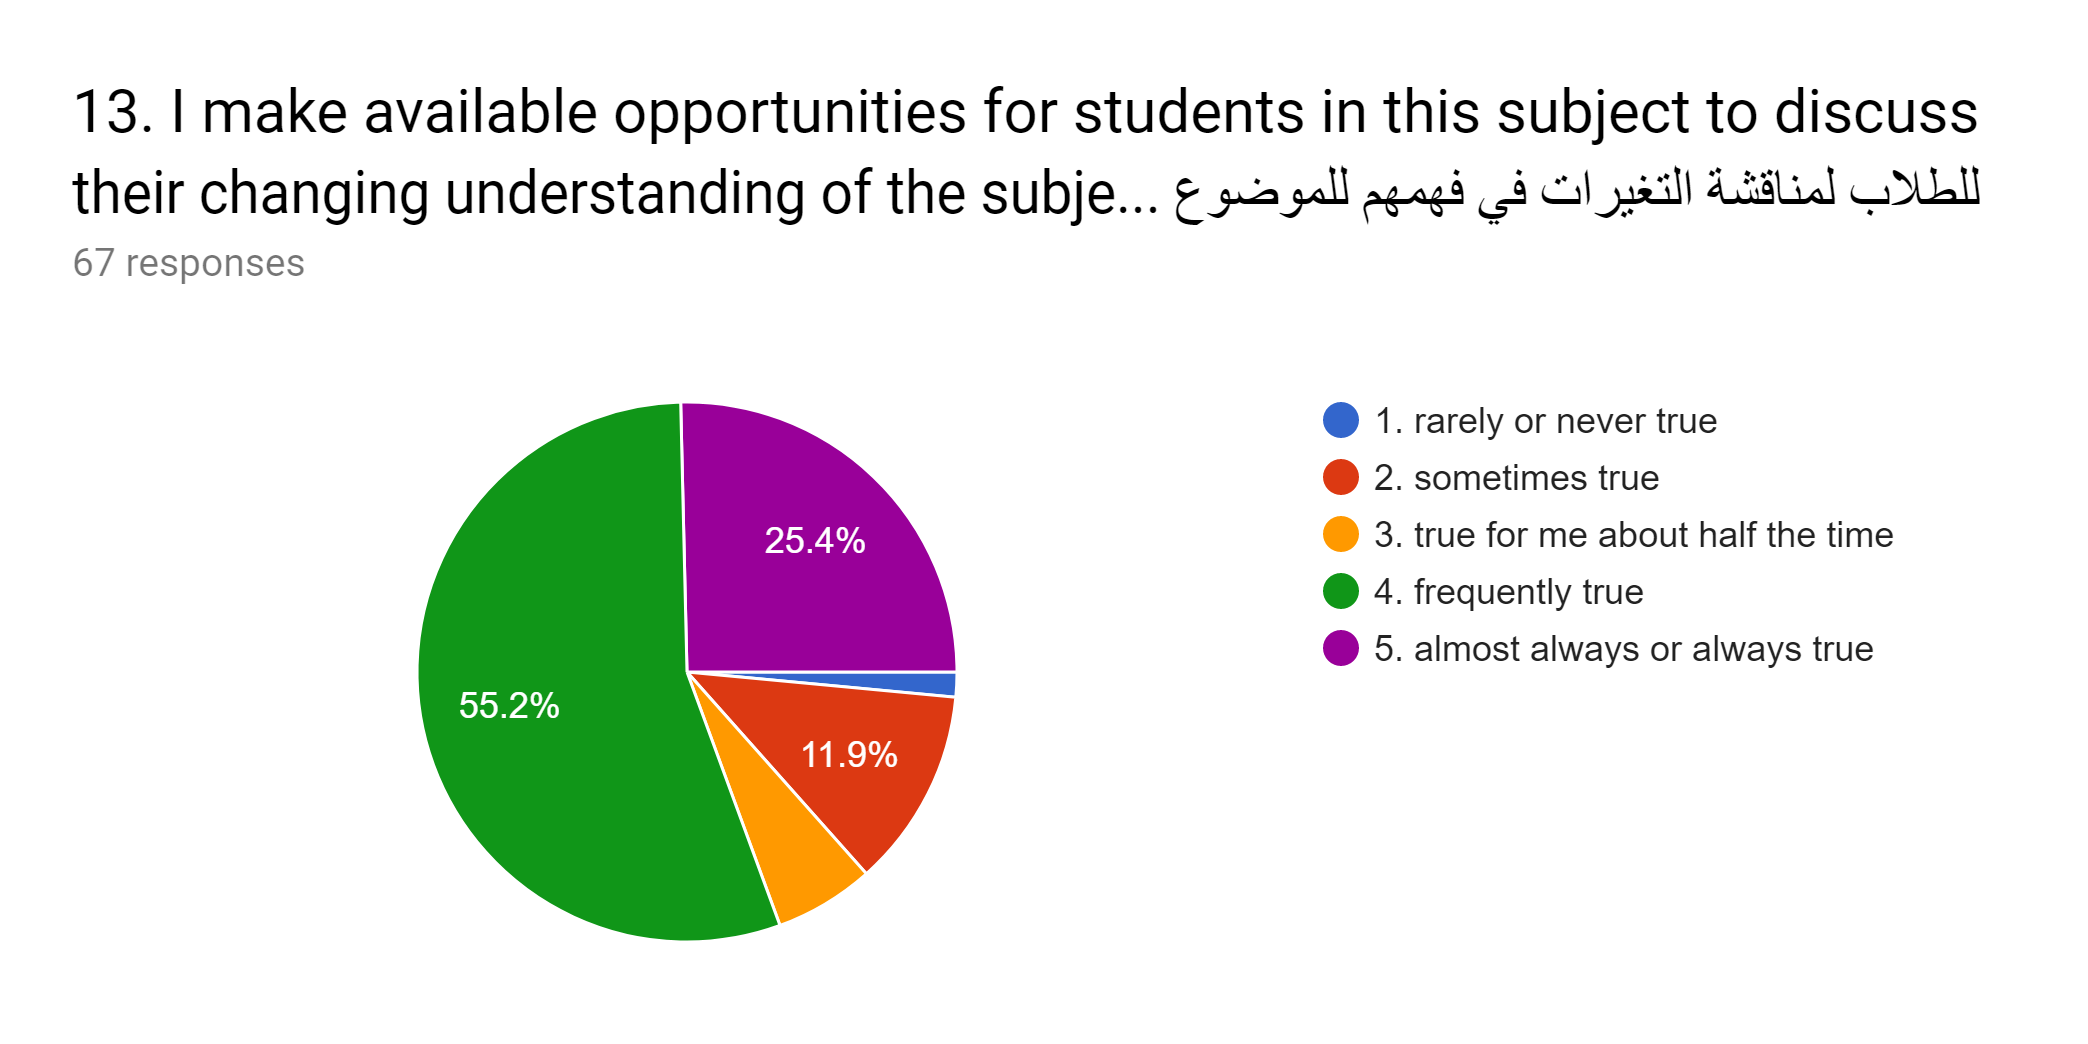 13. I make available opportunities for students in this subject to discuss
their changing understanding of the subje... للطلاب لمناقشة التغيرات في فهمهم للموضوع
67 responses
25.4%
55.2%
11.9%
1. rarely or never true
2. sometimes true
3. true for me about half the time
4. frequently true
5. almost always or always true